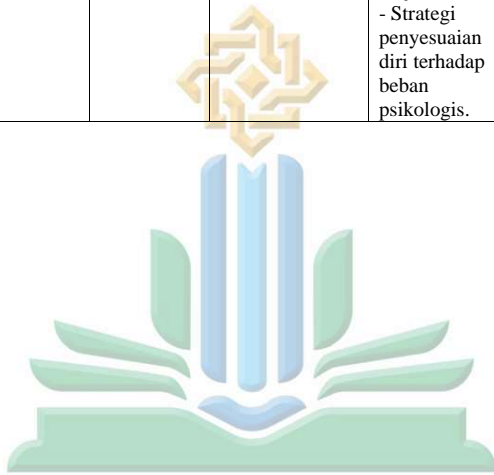 - Strategi
penyesuaian
diri terhadap
beban
psikologis.